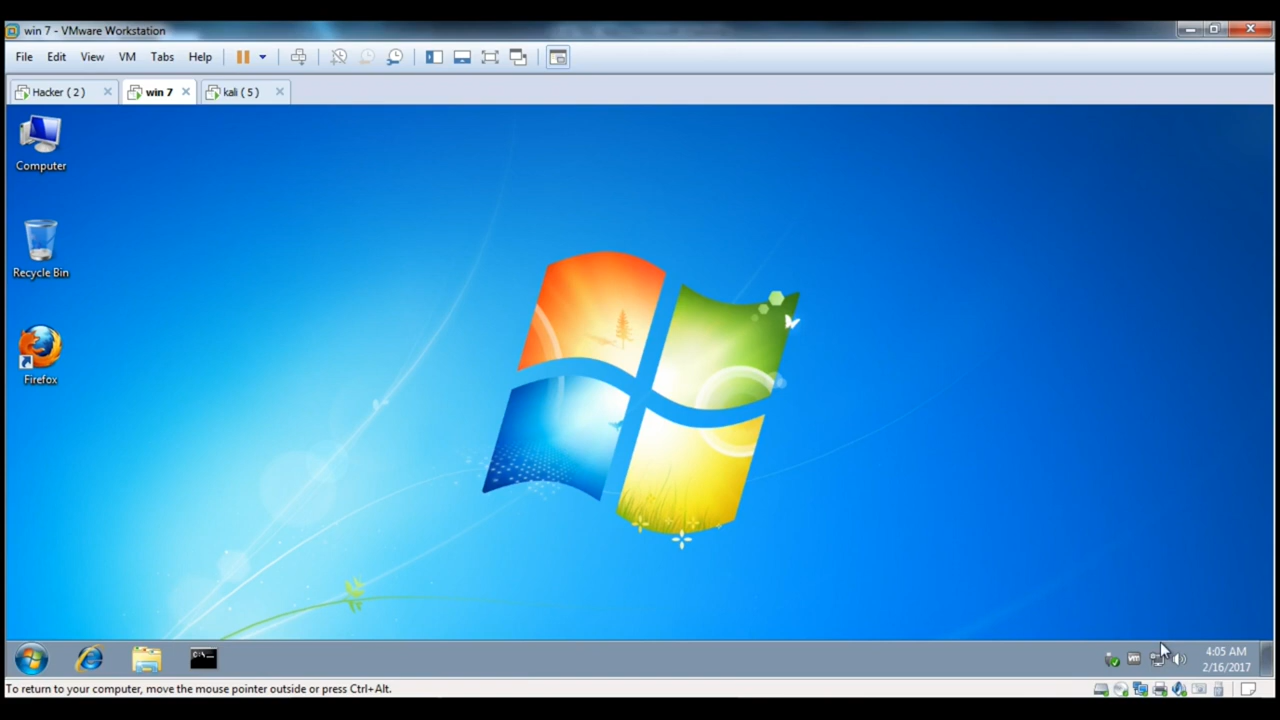 win 7 - VMware Workstation
File Edit View VM Tabs Help
Hacker ( 2 ) win 7 kali ( 5 )
Computer
Recycle Bin
Firefox
C:\_
vm
4:05 AM
2/16/2017
To return to your computer, move the mouse pointer outside or press Ctrl+Alt.